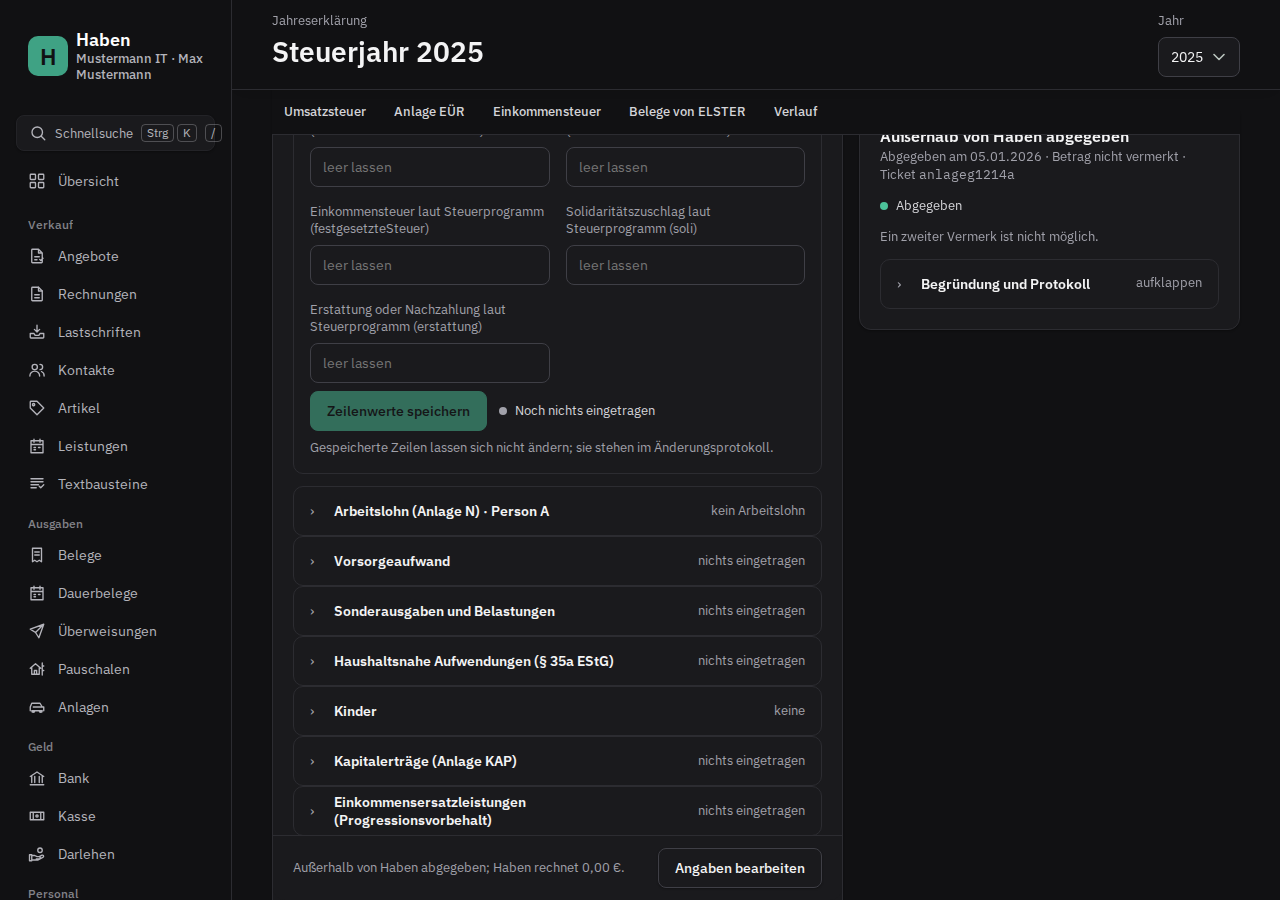 H
Haben
Mustermann IT · Max
Mustermann
Schnellsuche Strg K /
Übersicht
Verkauf
Angebote
Rechnungen
Lastschriften
Kontakte
Artikel
Leistungen
Textbausteine
Ausgaben
Belege
Dauerbelege
Überweisungen
Pauschalen
Anlagen
Geld
Bank
Kasse
Darlehen
Personal
Jahreserklärung
Steuerjahr 2025
Jahr
2025
Umsatzsteuer Anlage EÜR Einkommensteuer Belege von ELSTER Verlauf
leer lassen leer lassen
Einkommensteuer laut Steuerprogramm
(festgesetzteSteuer)
Solidaritätszuschlag laut
Steuerprogramm (soli)
leer lassen leer lassen
Erstattung oder Nachzahlung laut
Steuerprogramm (erstattung)
leer lassen
Zeilenwerte speichern Noch nichts eingetragen
Gespeicherte Zeilen lassen sich nicht ändern; sie stehen im Änderungsprotokoll.
› Arbeitslohn (Anlage N) · Person A kein Arbeitslohn
› Vorsorgeaufwand nichts eingetragen
› Sonderausgaben und Belastungen nichts eingetragen
› Haushaltsnahe Aufwendungen (§ 35a EStG) nichts eingetragen
› Kinder keine
› Kapitalerträge (Anlage KAP) nichts eingetragen
› Einkommensersatzleistungen
(Progressionsvorbehalt) nichts eingetragen
Außerhalb von Haben abgegeben; Haben rechnet 0,00 €. Angaben bearbeiten
Außerhalb von Haben abgegeben
Abgegeben am 05.01.2026 · Betrag nicht vermerkt ·
Ticket anlageg1214a
Abgegeben
Ein zweiter Vermerk ist nicht möglich.
› Begründung und Protokoll aufklappen